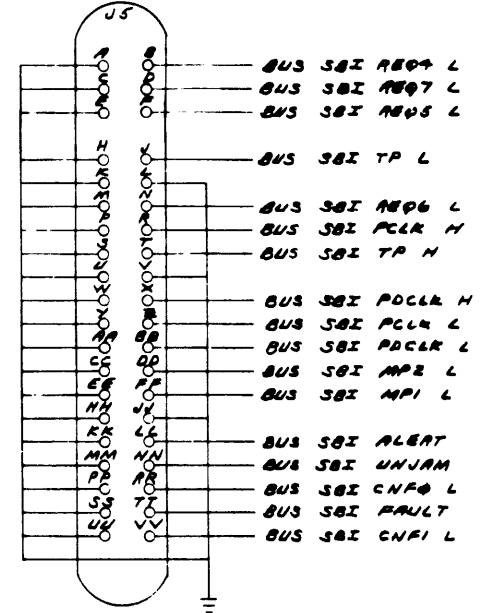 J5
A B BUS SBI REQ4 L
C D BUS SBI REQ7 L
E F BUS SBI REQ5 L
H J BUS SBI TP L
K L
M N BUS SBI REQ6 L
P R BUS SBI PCLK H
S T BUS SBI TP H
U V
W X BUS SBI PDCLK H
Y Z BUS SBI PCLK L
AA BB BUS SBI PDCLK L
CC DD BUS SBI MP2 L
EE FF BUS SBI MP1 L
HH JJ
KK LL BUS SBI ALERT
MM NN BUS SBI UNJAM
PP RR BUS SBI CNF0 L
SS TT BUS SBI FAULT
UU VV BUS SBI CNF1 L